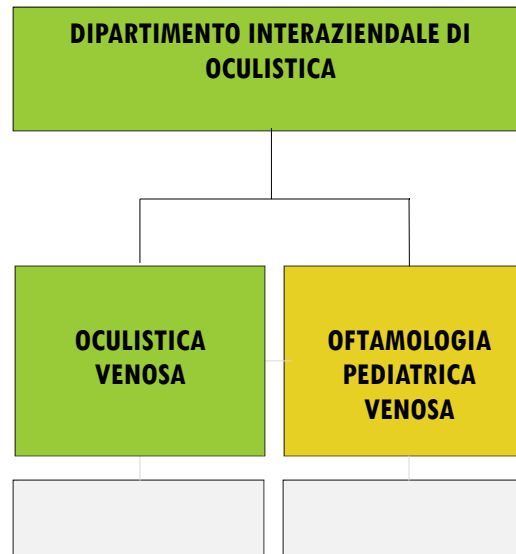 DIPARTIMENTO INTERAZIENDALE DI
OCULISTICA
OCULISTICA
VENOSA
OFTAMOLOGIA
PEDIATRICA
VENOSA